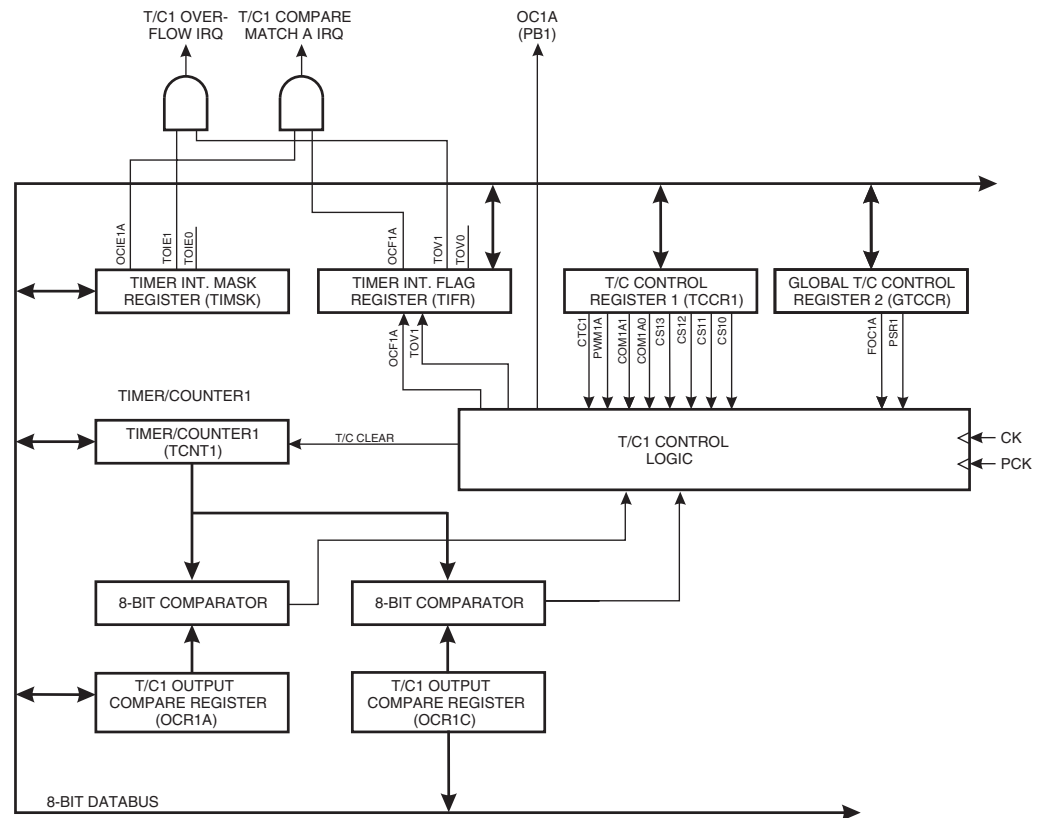 T/C1 OVER-
FLOW IRQ
T/C1 COMPARE
MATCH A IRQ
OC1A
(PB1)
OCIE1A
TOIE1
TOIE0
OCF1A
TOV1
TOV0
TIMER INT. MASK
REGISTER (TIMSK)
TIMER INT. FLAG
REGISTER (TIFR)
T/C CONTROL
REGISTER 1 (TCCR1)
GLOBAL T/C CONTROL
REGISTER 2 (GTCCR)
OCF1A
TOV1
CTC1
PWM1A
COM1A1
COM1A0
CS13
CS12
CS11
CS10
FOC1A
PSR1
TIMER/COUNTER1
TIMER/COUNTER1
(TCNT1)
T/C CLEAR
T/C1 CONTROL
LOGIC
CK
PCK
8-BIT COMPARATOR
8-BIT COMPARATOR
T/C1 OUTPUT
COMPARE REGISTER
(OCR1A)
T/C1 OUTPUT
COMPARE REGISTER
(OCR1C)
8-BIT DATABUS